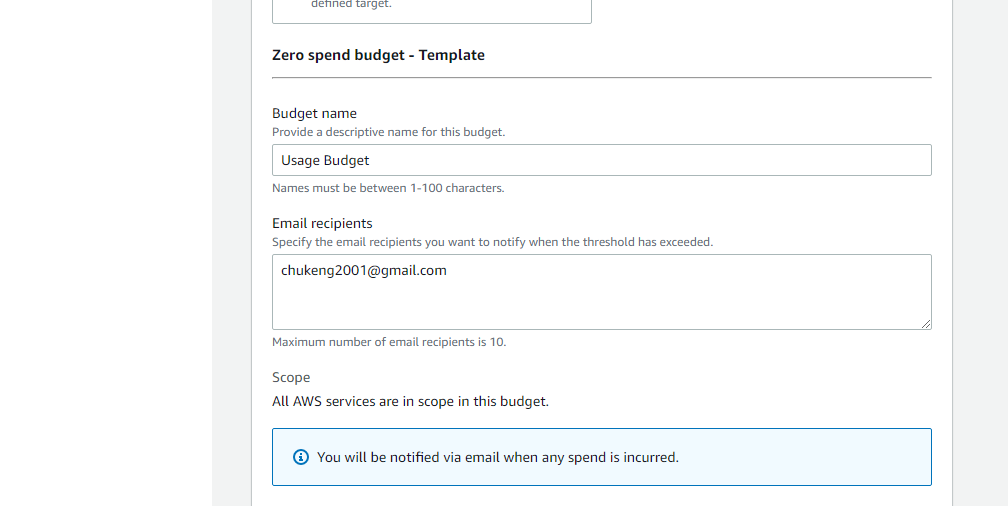 defined target.
Zero spend budget - Template
Budget name
Provide a descriptive name for this budget.
Usage Budget
Names must be between 1-100 characters.
Email recipients
Specify the email recipients you want to notify when the threshold has exceeded.
chukeng2001@gmail.com
Maximum number of email recipients is 10.
Scope
All AWS services are in scope in this budget.
You will be notified via email when any spend is incurred.